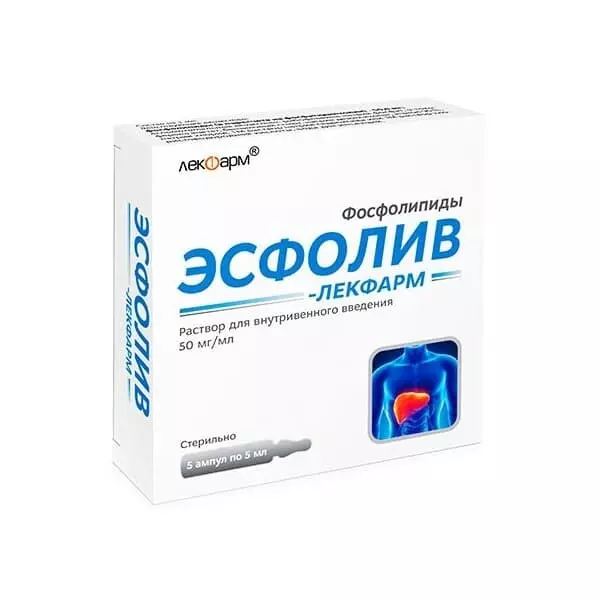 лекФарм®
Фосфолипиды
ЭСФОЛИВ
-ЛЕКФАРМ
Раствор для внутривенного введения
50 мг/мл
Стерильно
5 ампул по 5 мл
ЭСФОЛИВ
-ЛЕКФАРМ